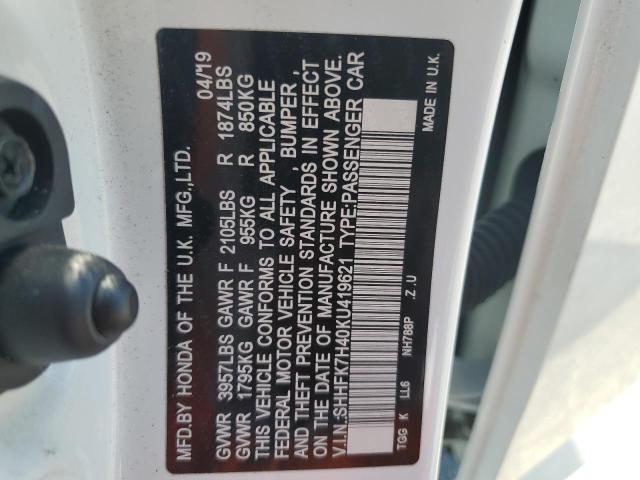 MFD.BY HONDA OF THE U.K. MFG.,LTD. 04/19
GVWR 3957LBS GAWR F 2105LBS R 1874LBS
GVWR 1795KG GAWR F 955KG R 850KG
THIS VEHICLE CONFORMS TO ALL APPLICABLE
FEDERAL MOTOR VEHICLE SAFETY , BUMPER ,
AND THEFT PREVENTION STANDARDS IN EFFECT
ON THE DATE OF MANUFACTURE SHOWN ABOVE.
V.I.N.:SHHFK7H40KU419621 TYPE:PASSENGER CAR
TGG K LL6 NH788P .Z .U MADE IN U.K.